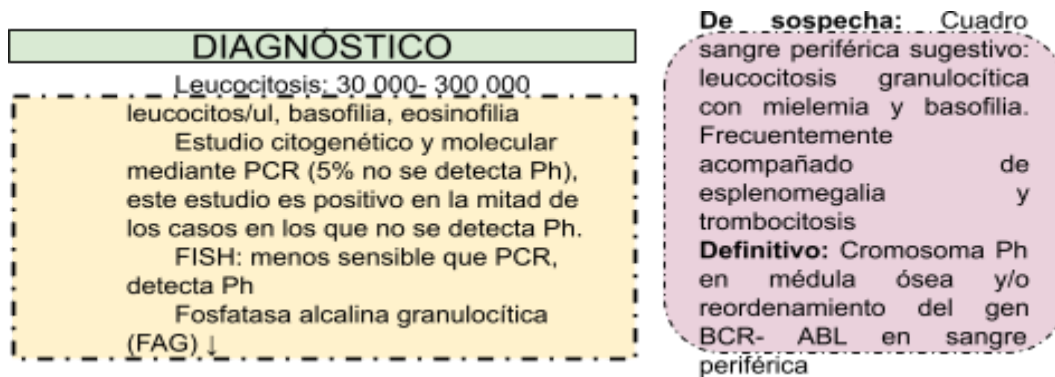 DIAGNÓSTICO
Leucocitosis: 30 000- 300 000
leucocitos/ul, basofilia, eosinofilia
Estudio citogenético y molecular
mediante PCR (5% no se detecta Ph),
este estudio es positivo en la mitad de
los casos en los que no se detecta Ph.
FISH: menos sensible que PCR,
detecta Ph
Fosfatasa alcalina granulocítica
(FAG) ↓
De sospecha: Cuadro
sangre periférica sugestivo:
leucocitosis granulocítica
con mielemia y basofilia.
Frecuentemente
acompañado de
esplenomegalia y
trombocitosis
Definitivo: Cromosoma Ph
en médula ósea y/o
reordenamiento del gen
BCR- ABL en sangre
periférica